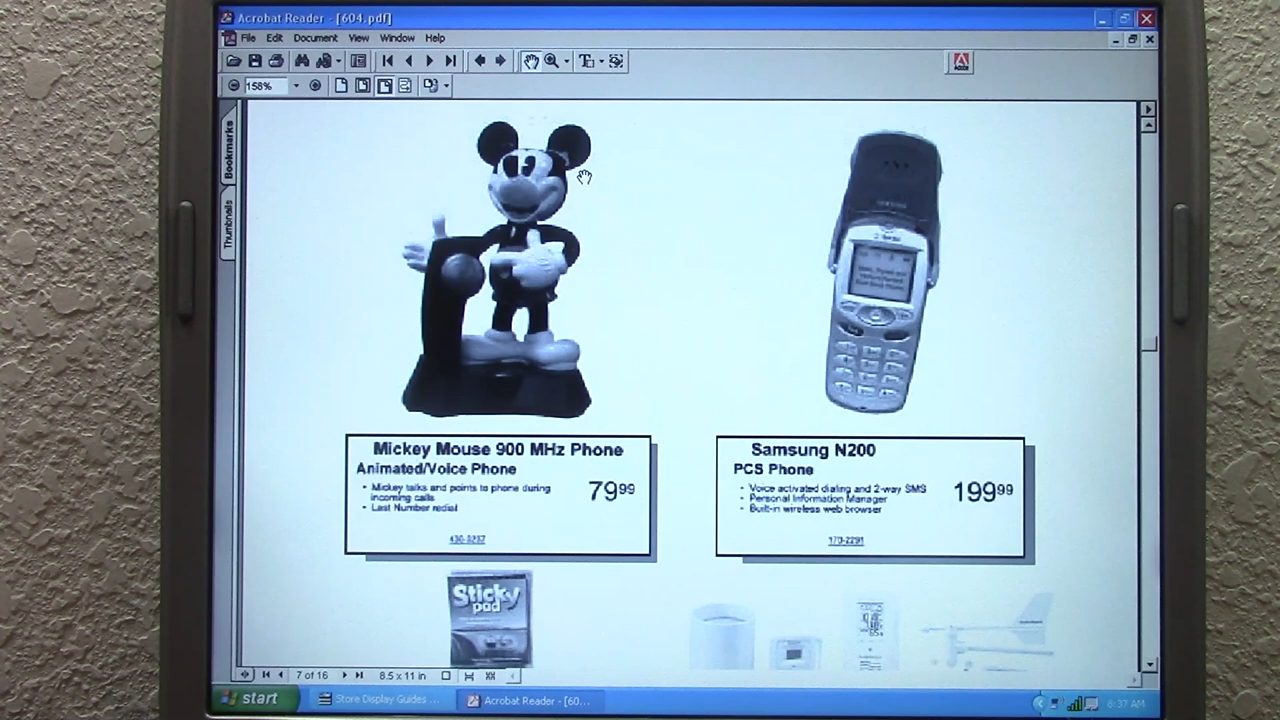 Acrobat Reader - [604.pdf]
File Edit Document View Window Help
158%
Bookmarks
Thumbnails
Mickey Mouse 900 MHz Phone
Animated/Voice Phone
• Mickey talks and points to phone during
incoming calls
• Last Number redial
79⁹⁹
Samsung N200
PCS Phone
• Voice activated dialing and 2-way SMS
• Personal Information Manager
• Built-in wireless web browser
199⁹⁹
170-2291
Sticky
pad
7 of 16 8.5 x 11 in
start Store Display Guides ... Acrobat Reader - [60... 8:37 AM